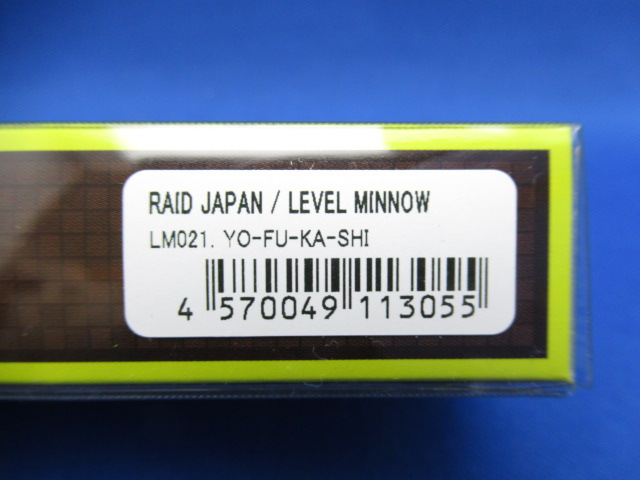 RAID JAPAN / LEVEL MINNOW
LM021. YO-FU-KA-SHI
4 570049 113055